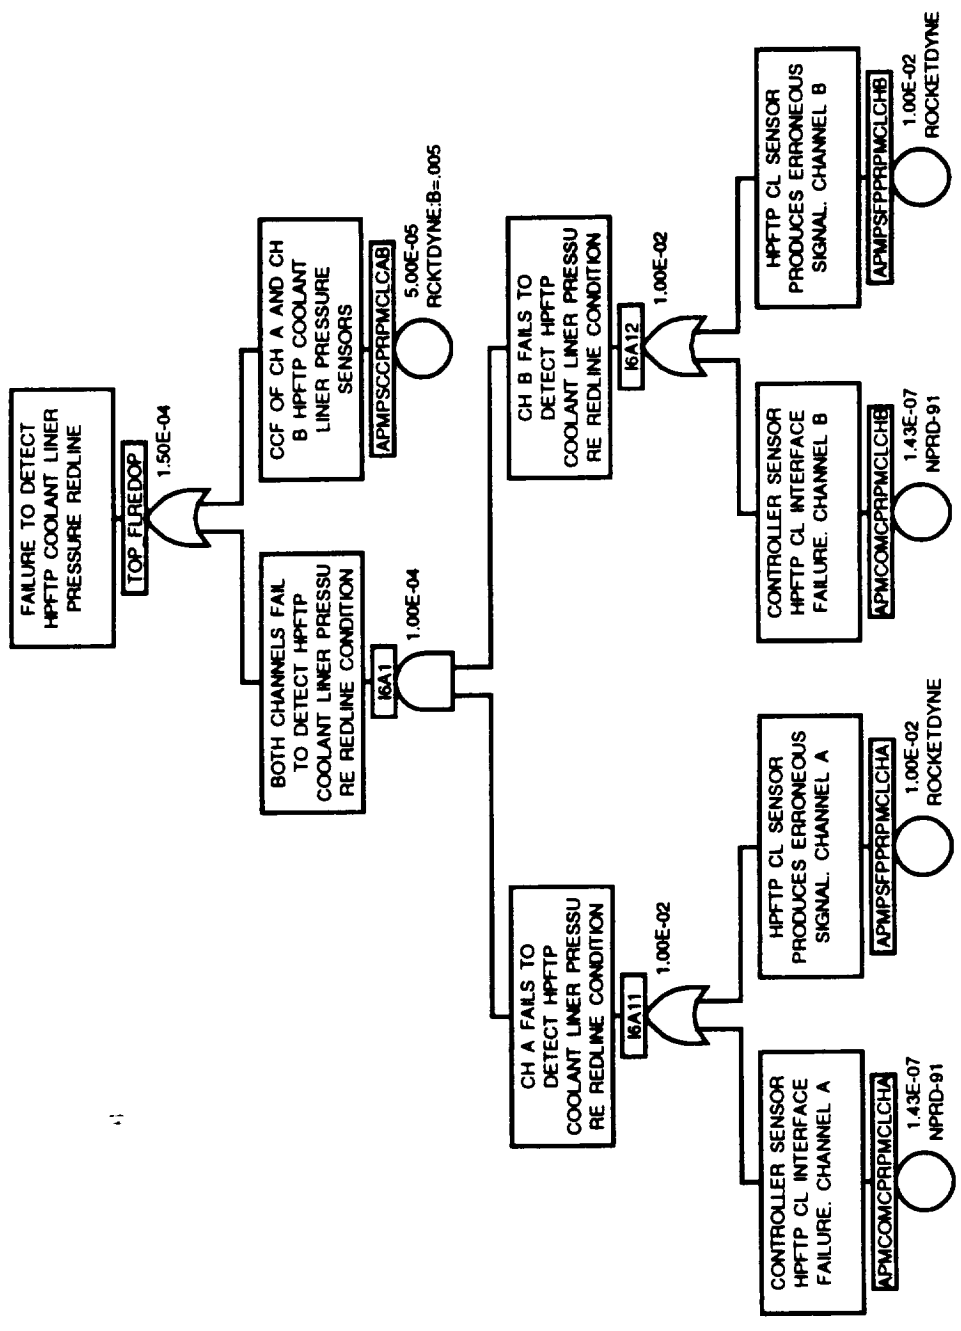 FAILURE TO DETECT
HPFTP COOLANT LINER
PRESSURE REDLINE
TOP FLREDOP
1.50E-04
BOTH CHANNELS FAIL
TO DETECT HPFTP
COOLANT LINER PRESSU
RE REDLINE CONDITION
I6A1
1.00E-04
CCF OF CH A AND CH
B HPFTP COOLANT
LINER PRESSURE
SENSORS
APMPSCCPRPMCLCAB
5.00E-05
RCKTDYNE:B=.005
CH A FAILS TO
DETECT HPFTP
COOLANT LINER PRESSU
RE REDLINE CONDITION
I6A11
1.00E-02
CH B FAILS TO
DETECT HPFTP
COOLANT LINER PRESSU
RE REDLINE CONDITION
I6A12
1.00E-02
CONTROLLER SENSOR
HPFTP CL INTERFACE
FAILURE. CHANNEL A
APMCOMCPRPMCLCHA
1.43E-07
NPRD-91
HPFTP CL SENSOR
PRODUCES ERRONEOUS
SIGNAL. CHANNEL A
APMPSFPPRPMCLCHA
1.00E-02
ROCKETDYNE
CONTROLLER SENSOR
HPFTP CL INTERFACE
FAILURE. CHANNEL B
APMCOMCPRPMCLCHB
1.43E-07
NPRD-91
HPFTP CL SENSOR
PRODUCES ERRONEOUS
SIGNAL. CHANNEL B
APMPSFPPRPMCLCHB
1.00E-02
ROCKETDYNE